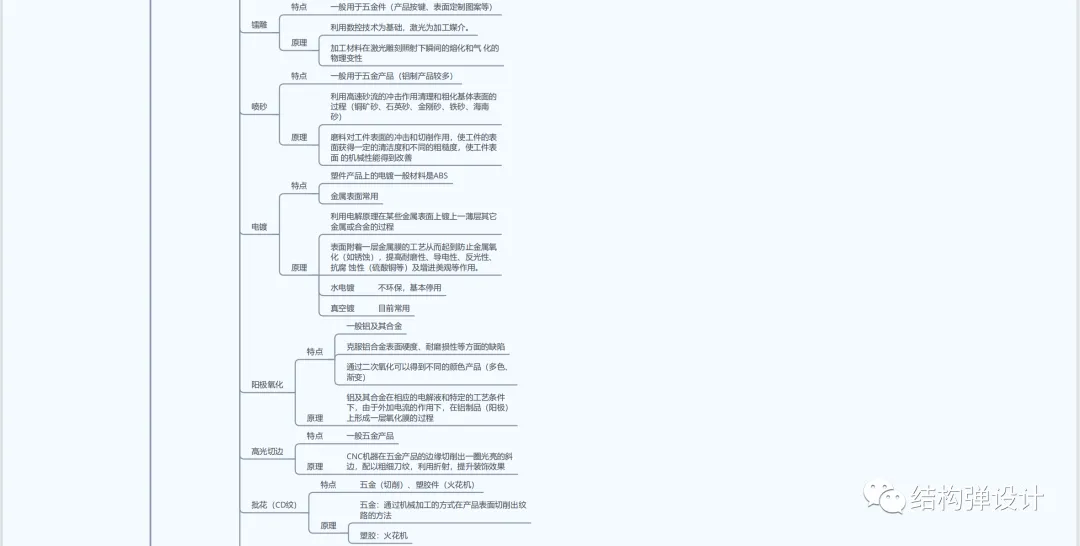 镭雕
特点
一般用于五金件（产品按键、表面定制图案等）
原理
利用数控技术为基础，激光为加工媒介。
加工材料在激光雕刻照射下瞬间的熔化和气 化的
物理变性
喷砂
特点
一般用于五金产品（铝制产品较多）
原理
利用高速砂流的冲击作用清理和粗化基体表面的
过程（铜矿砂、石英砂、金刚砂、铁砂、海南
砂）
磨料对工件表面的冲击和切削作用，使工件的表
面获得一定的清洁度和不同的粗糙度，使工件表
面 的机械性能得到改善
电镀
特点
塑件产品上的电镀一般材料是ABS
金属表面常用
原理
利用电解原理在某些金属表面上镀上一薄层其它
金属或合金的过程
表面附着一层金属膜的工艺从而起到防止金属氧
化（如锈蚀），提高耐磨性、导电性、反光性、
抗腐 蚀性（硫酸铜等）及增进美观等作用。
水电镀 不环保，基本停用
真空镀 目前常用
阳极氧化
特点
一般铝及其合金
克服铝合金表面硬度、耐磨损性等方面的缺陷
通过二次氧化可以得到不同的颜色产品（多色、
渐变）
原理
铝及其合金在相应的电解液和特定的工艺条件
下，由于外加电流的作用下，在铝制品（阳极）
上形成一层氧化膜的过程
高光切边
特点
一般五金产品
原理
CNC机器在五金产品的边缘切削出一圈光亮的斜
边，配以粗细刀纹，利用折射，提升装饰效果
批花（CD纹）
特点
五金（切削）、塑胶件（火花机）
原理
五金：通过机械加工的方式在产品表面切削出纹
路的方法
塑胶：火花机
结构弹设计